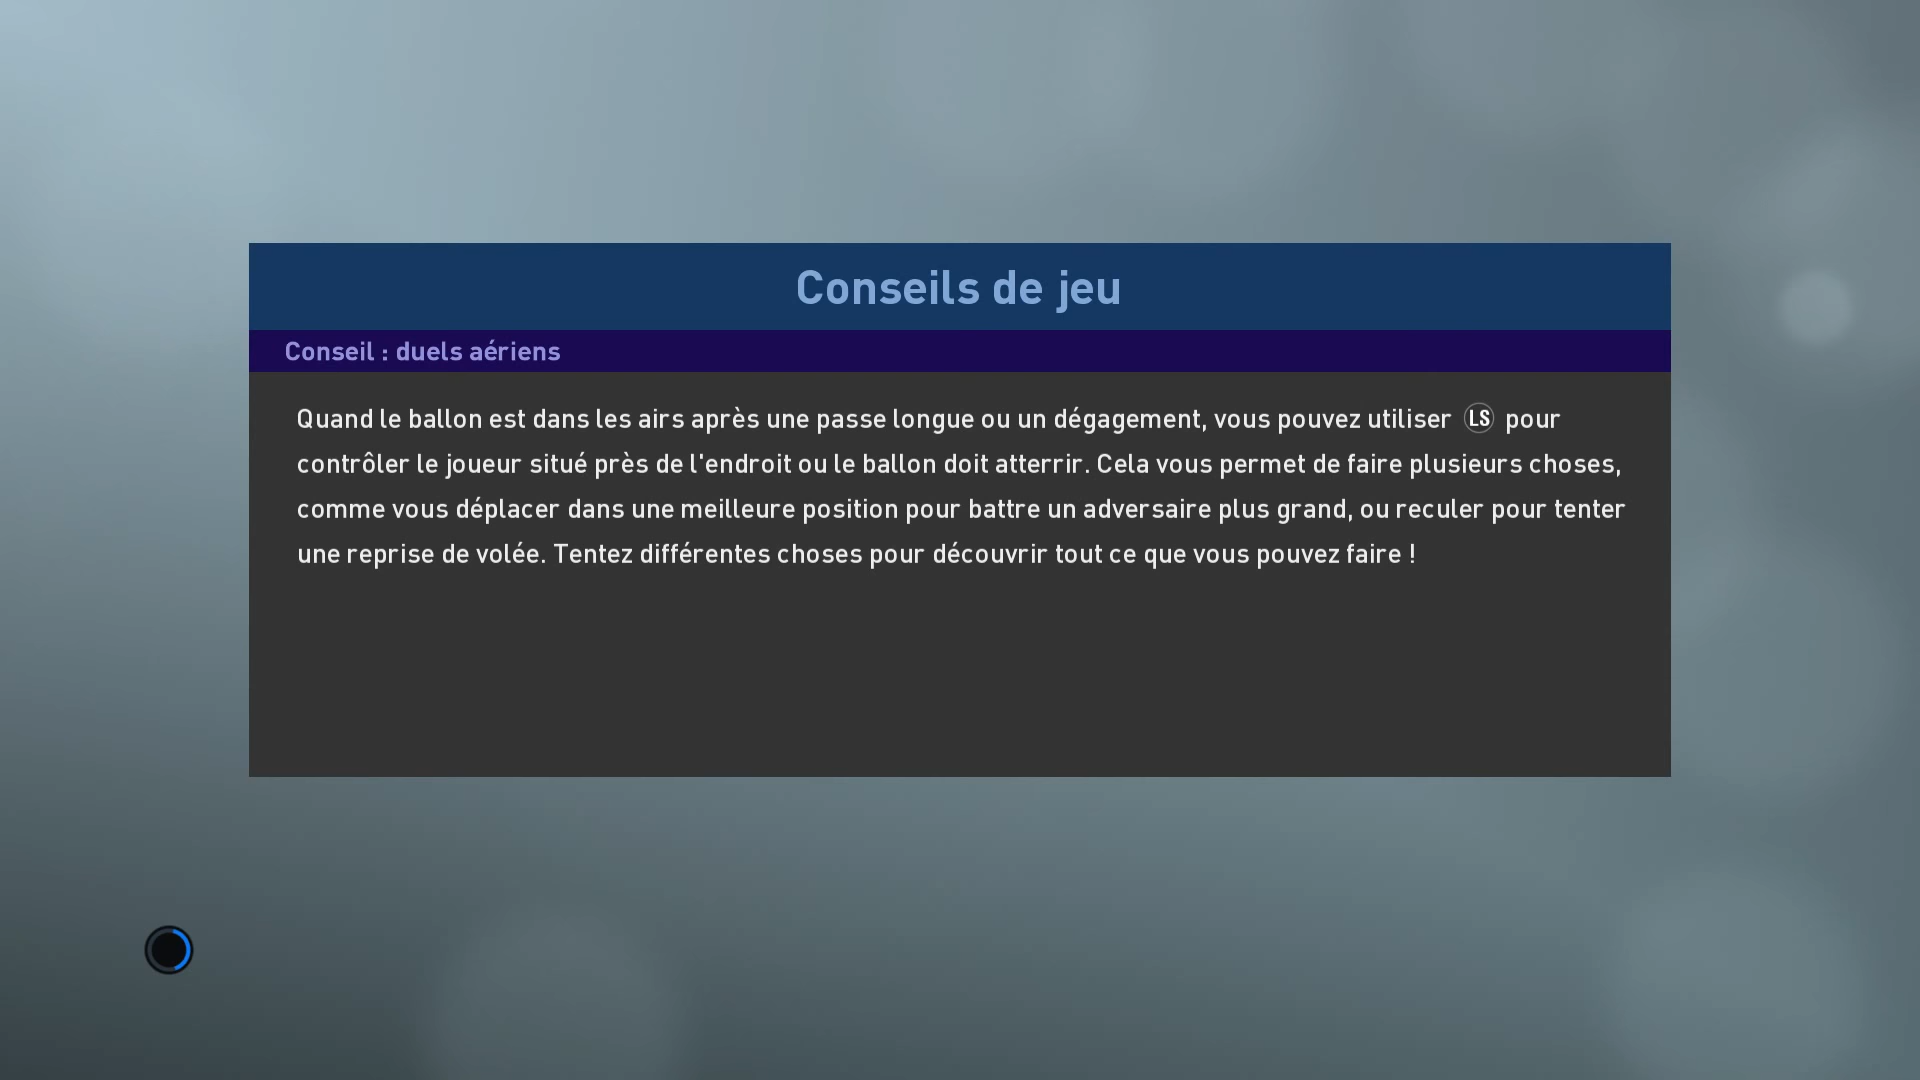 Conseils de jeu
Conseil : duels aériens
Quand le ballon est dans les airs après une passe longue ou un dégagement, vous pouvez utiliser LS pour
contrôler le joueur situé près de l'endroit ou le ballon doit atterrir. Cela vous permet de faire plusieurs choses,
comme vous déplacer dans une meilleure position pour battre un adversaire plus grand, ou reculer pour tenter
une reprise de volée. Tentez différentes choses pour découvrir tout ce que vous pouvez faire !